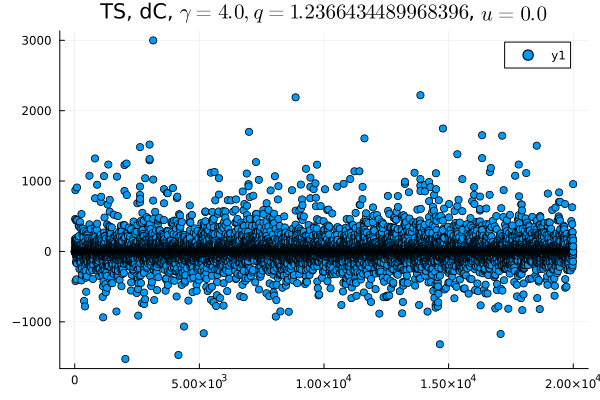 TS, dC, γ = 4.0, q = 1.2366434489968396, u = 0.0
y1
3000
2000
1000
0
−1000
0 5.00×10³ 1.00×10⁴ 1.50×10⁴ 2.00×10⁴